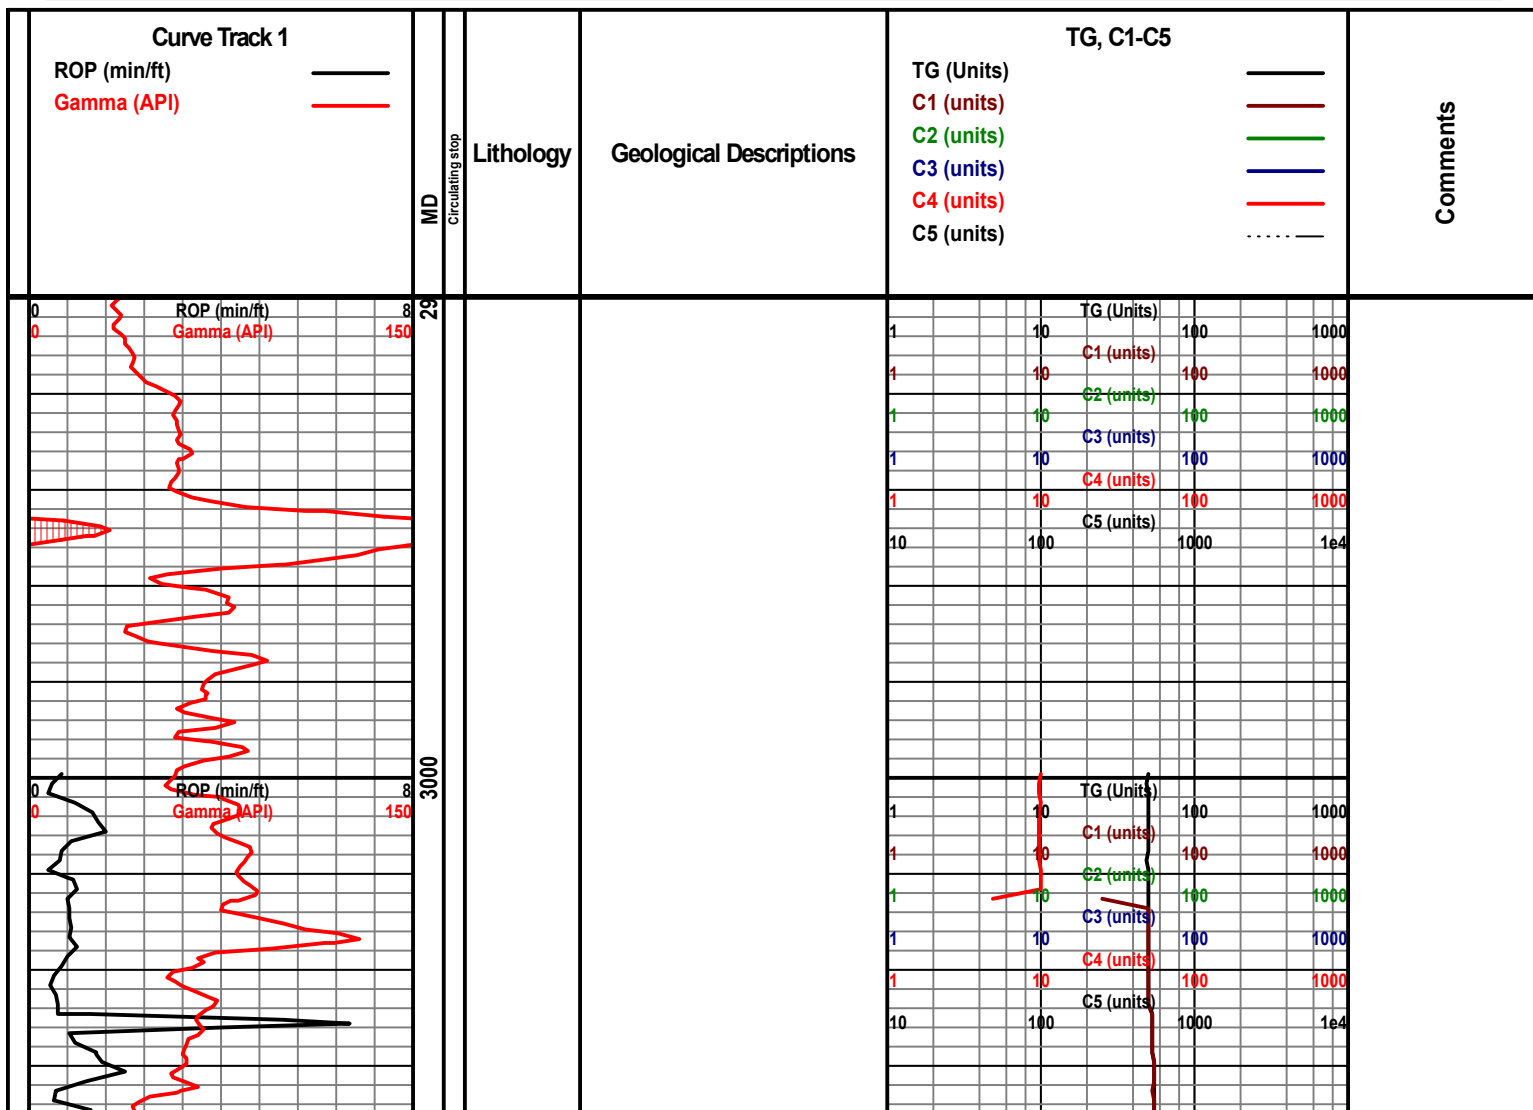 Curve Track 1
ROP (min/ft)
Gamma (API)
MD
Circulating stop
Lithology
Geological Descriptions
TG, C1-C5
TG (Units)
C1 (units)
C2 (units)
C3 (units)
C4 (units)
C5 (units)
Comments
0 ROP (min/ft) 8
0 Gamma (API) 150
29
TG (Units)
1 10 100 1000
C1 (units)
1 10 100 1000
C2 (units)
1 10 100 1000
C3 (units)
1 10 100 1000
C4 (units)
1 10 100 1000
C5 (units)
10 100 1000 1e4
0 ROP (min/ft) 8
0 Gamma (API) 150
3000
TG (Units)
1 10 100 1000
C1 (units)
1 10 100 1000
C2 (units)
1 10 100 1000
C3 (units)
1 10 100 1000
C4 (units)
1 10 100 1000
C5 (units)
10 100 1000 1e4